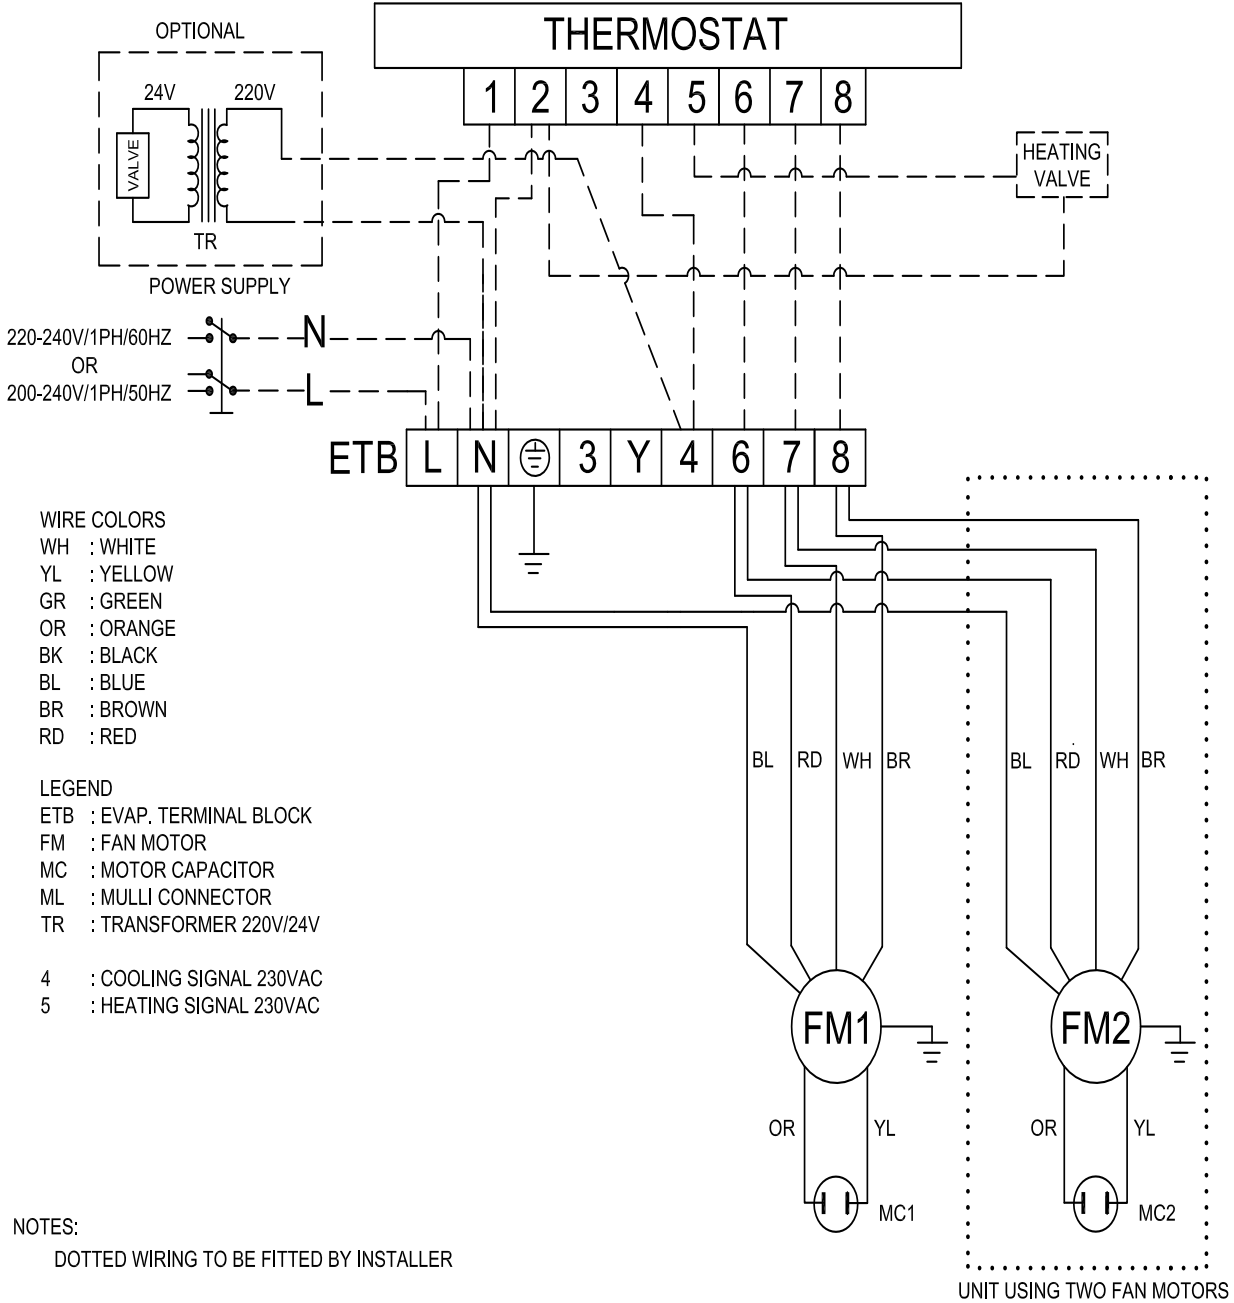 THERMOSTAT
OPTIONAL
1 2 3 4 5 6 7 8
24V 220V
VALVE
HEATING
VALVE
TR
POWER SUPPLY
220-240V/1PH/60HZ
N
OR
200-240V/1PH/50HZ
L
ETB L N 3 Y 4 6 7 8
WIRE COLORS
WH : WHITE
YL : YELLOW
GR : GREEN
OR : ORANGE
BK : BLACK
BL : BLUE
BR : BROWN
RD : RED
BL RD WH BR
BL RD WH BR
LEGEND
ETB : EVAP. TERMINAL BLOCK
FM : FAN MOTOR
MC : MOTOR CAPACITOR
ML : MULLI CONNECTOR
TR : TRANSFORMER 220V/24V
4 : COOLING SIGNAL 230VAC
5 : HEATING SIGNAL 230VAC
FM1
FM2
OR YL
OR YL
MC1
MC2
NOTES:
DOTTED WIRING TO BE FITTED BY INSTALLER
UNIT USING TWO FAN MOTORS